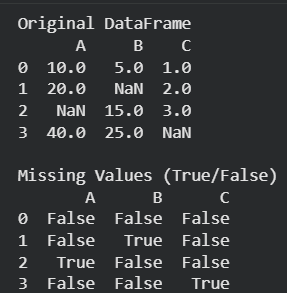 Original DataFrame
      A     B    C
0  10.0   5.0  1.0
1  20.0   NaN  2.0
2   NaN  15.0  3.0
3  40.0  25.0  NaN

Missing Values (True/False)
       A      B      C
0  False  False  False
1  False   True  False
2   True  False  False
3  False  False   True